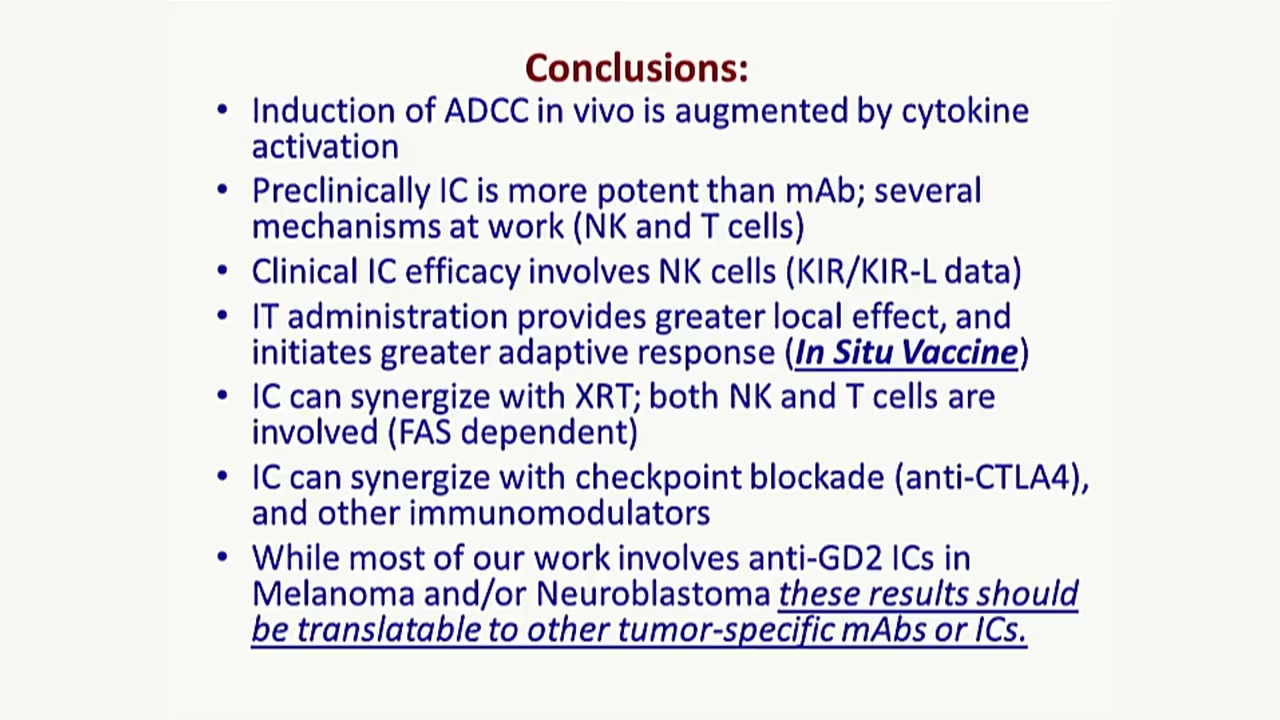 Conclusions:
• Induction of ADCC in vivo is augmented by cytokine
activation
• Preclinically IC is more potent than mAb; several
mechanisms at work (NK and T cells)
• Clinical IC efficacy involves NK cells (KIR/KIR-L data)
• IT administration provides greater local effect, and
initiates greater adaptive response (In Situ Vaccine)
• IC can synergize with XRT; both NK and T cells are
involved (FAS dependent)
• IC can synergize with checkpoint blockade (anti-CTLA4),
and other immunomodulators
• While most of our work involves anti-GD2 ICs in
Melanoma and/or Neuroblastoma these results should
be translatable to other tumor-specific mAbs or ICs.